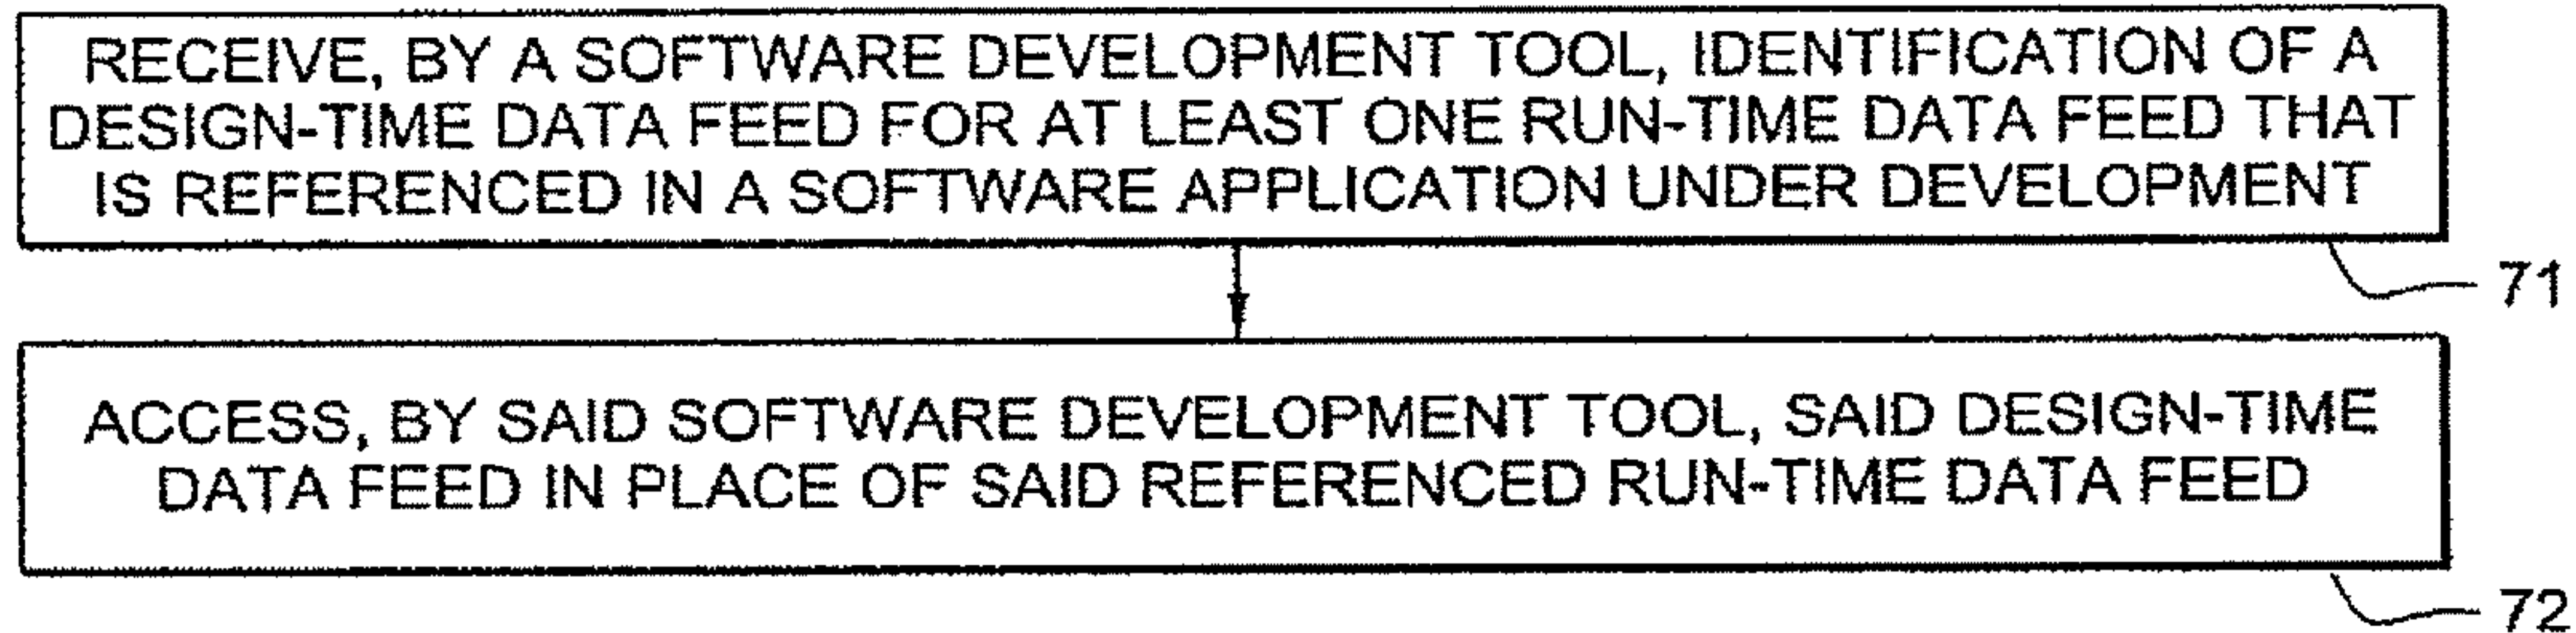 RECEIVE, BY A SOFTWARE DEVELOPMENT TOOL, IDENTIFICATION OF A
DESIGN-TIME DATA FEED FOR AT LEAST ONE RUN-TIME DATA FEED THAT
IS REFERENCED IN A SOFTWARE APPLICATION UNDER DEVELOPMENT
71
ACCESS, BY SAID SOFTWARE DEVELOPMENT TOOL, SAID DESIGN-TIME
DATA FEED IN PLACE OF SAID REFERENCED RUN-TIME DATA FEED
72